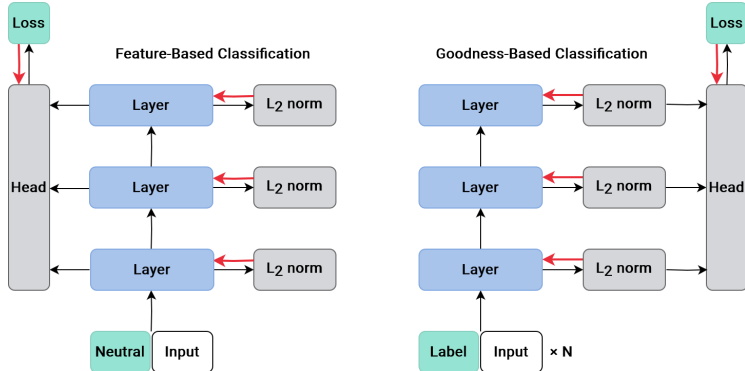 Loss
Feature-Based Classification
Head
Layer
L2 norm
Layer
L2 norm
Layer
L2 norm
Neutral
Input
Goodness-Based Classification
Loss
Layer
L2 norm
Layer
L2 norm
Head
Layer
L2 norm
Label
Input
× N